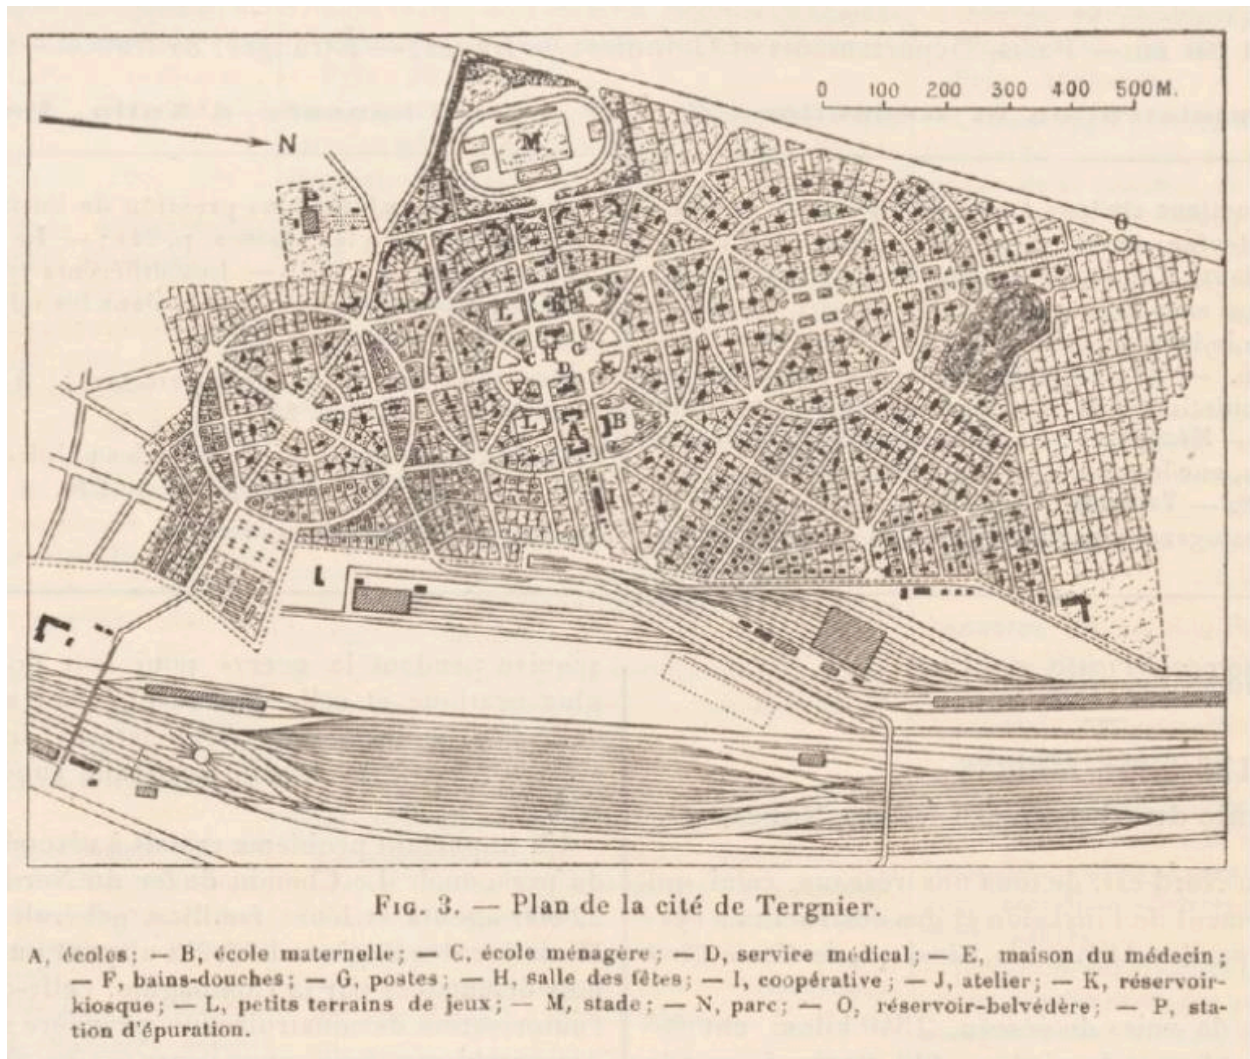 0 100 200 300 400 500M.
N
M
P
O
L K
N
C H G
D
F E
L A B
I
FIG. 3. — Plan de la cité de Tergnier.
A, écoles; — B, école maternelle; — C, école ménagère; — D, service médical; — E, maison du médecin;
— F, bains-douches; — G, postes; — H, salle des fêtes; — I, coopérative; — J, atelier; — K, réservoir-
kiosque; — L, petits terrains de jeux; — M, stade; — N, parc; — O, réservoir-belvédère; — P, sta-
tion d'épuration.